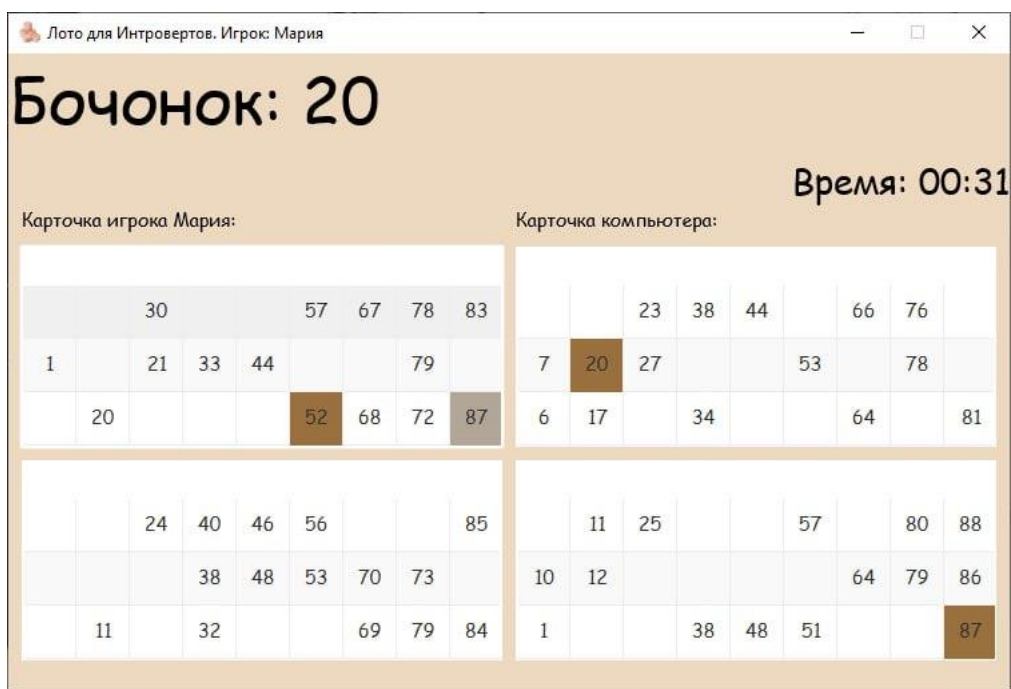 Лото для Интровертов. Игрок: Мария
Бочонок: 20
Время: 00:31
Карточка игрока Мария:
30 57 67 78 83
1 21 33 44 79
20 52 68 72 87
24 40 46 56 85
38 48 53 70 73
11 32 69 79 84
Карточка компьютера:
23 38 44 66 76
7 20 27 53 78
6 17 34 64 81
11 25 57 80 88
10 12 64 79 86
1 38 48 51 87